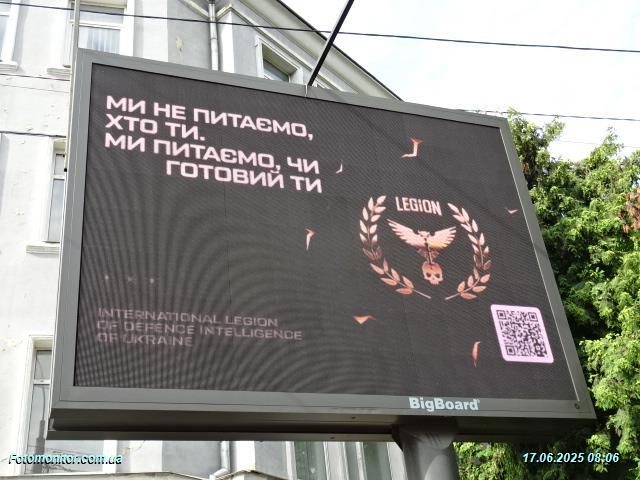 МИ НЕ ПИТАЄМО,
ХТО ТИ.
МИ ПИТАЄМО, ЧИ
ГОТОВИЙ ТИ
LEGION
INTERNATIONAL LEGION
OF DEFENCE INTELLIGENCE
OF UKRAINE
BigBoard
Fotomonitor.com.ua
17.06.2025 08:06